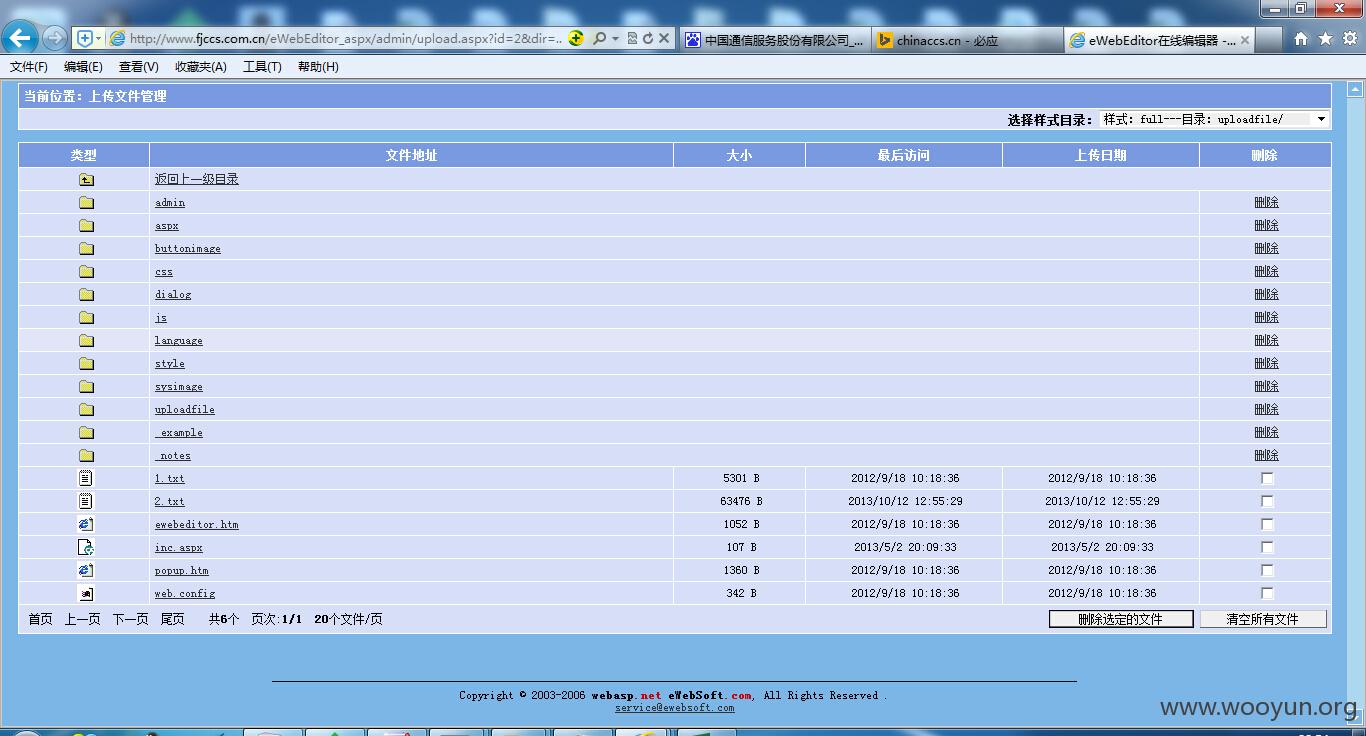 http://www.fjccs.com.cn/eWebEditor_aspx/admin/upload.aspx?id=2&dir=... 中国通信服务股份有限公司_... chinaccs.cn - 必应 eWebEditor在线编辑器 -...
文件(F) 编辑(E) 查看(V) 收藏夹(A) 工具(T) 帮助(H)
当前位置：上传文件管理
选择样式目录： 样式：full---目录：uploadfile/
类型 文件地址 大小 最后访问 上传日期 删除
返回上一级目录
admin 删除
aspx 删除
buttonimage 删除
css 删除
dialog 删除
js 删除
language 删除
style 删除
sysimage 删除
uploadfile 删除
_example 删除
_notes 删除
1.txt 5301 B 2012/9/18 10:18:36 2012/9/18 10:18:36
2.txt 63476 B 2013/10/12 12:55:29 2013/10/12 12:55:29
ewebeditor.htm 1052 B 2012/9/18 10:18:36 2012/9/18 10:18:36
inc.aspx 107 B 2013/5/2 20:09:33 2013/5/2 20:09:33
popup.htm 1360 B 2012/9/18 10:18:36 2012/9/18 10:18:36
web.config 342 B 2012/9/18 10:18:36 2012/9/18 10:18:36
首页 上一页 下一页 尾页 共6个 页次:1/1 20个文件/页 删除选定的文件 清空所有文件
Copyright © 2003-2006 webasp.net eWebSoft.com, All Rights Reserved .
service@ewebsoft.com
www.wooyun.org